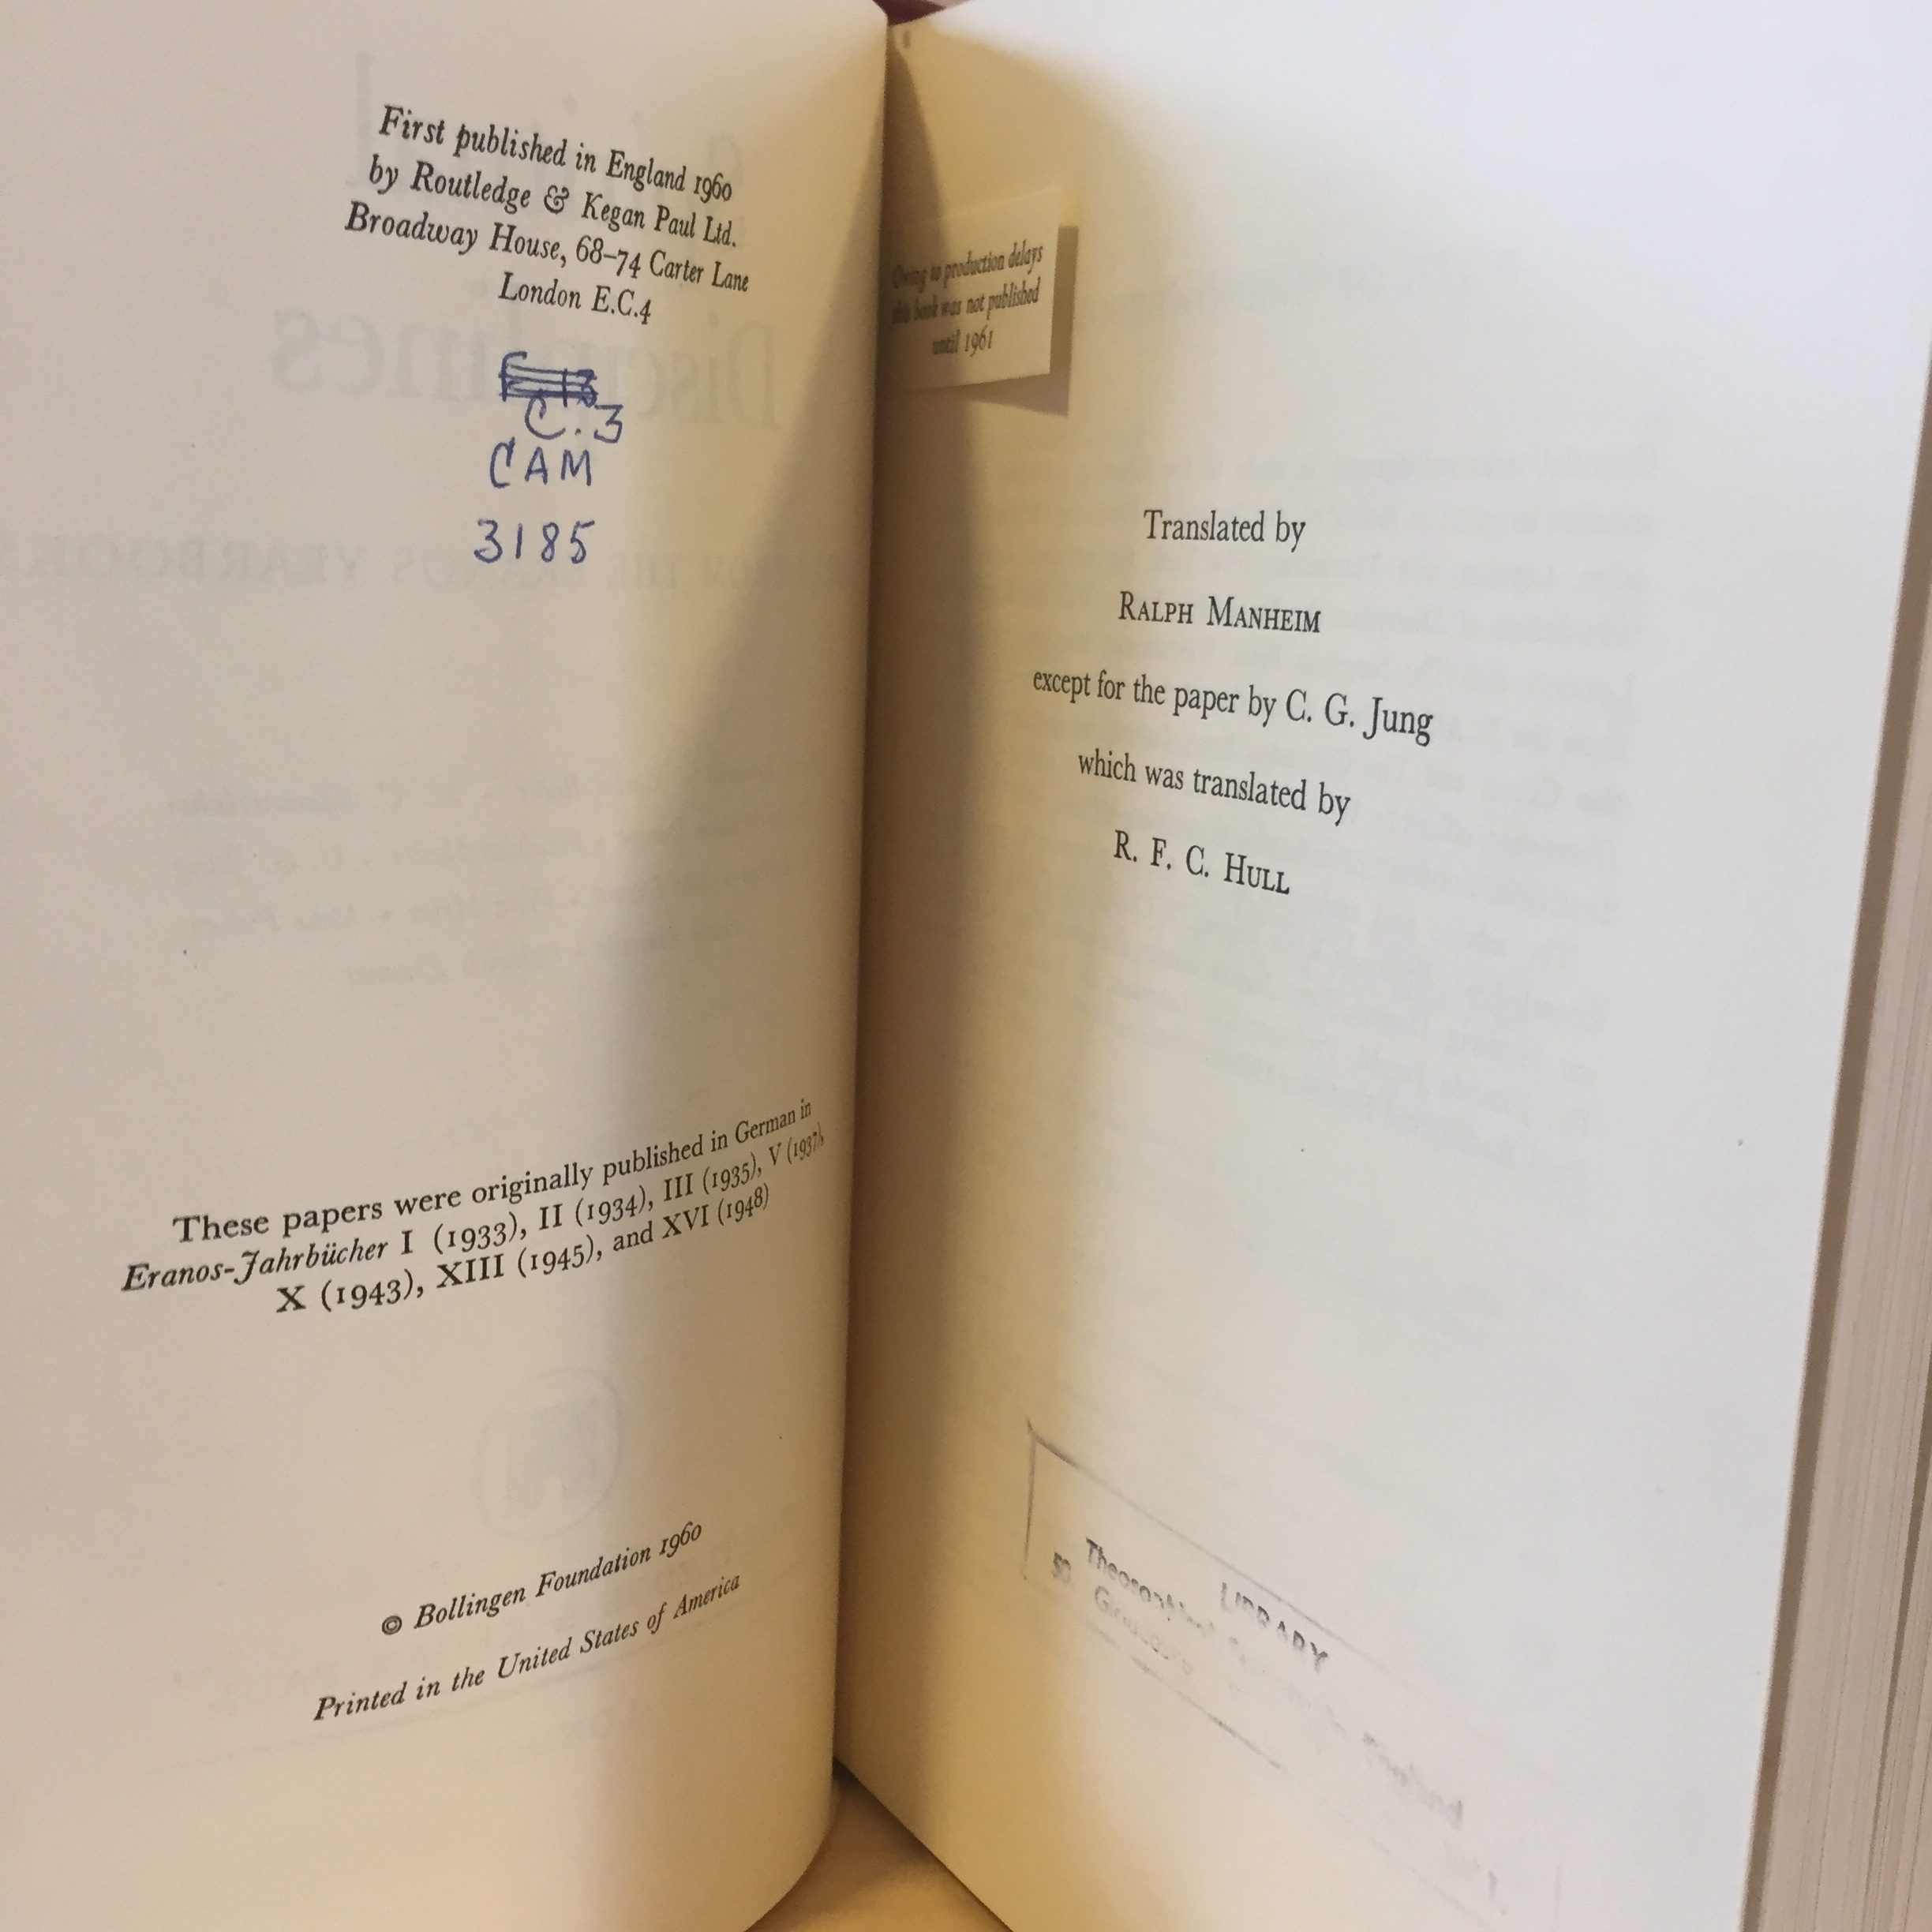 First published in England 1960
by Routledge & Kegan Paul Ltd.
Broadway House, 68–74 Carter Lane
London E.C.4
C.3
CAM
3185
These papers were originally published in German in
Eranos-Jahrbücher I (1933), II (1934), III (1935), V (1937),
X (1943), XIII (1945), and XVI (1948)
© Bollingen Foundation 1960
Printed in the United States of America
Owing to production delays
this book was not published
until 1961
Translated by
RALPH MANHEIM
except for the paper by C. G. Jung
which was translated by
R. F. C. HULL
LIBRARY
Theosophical